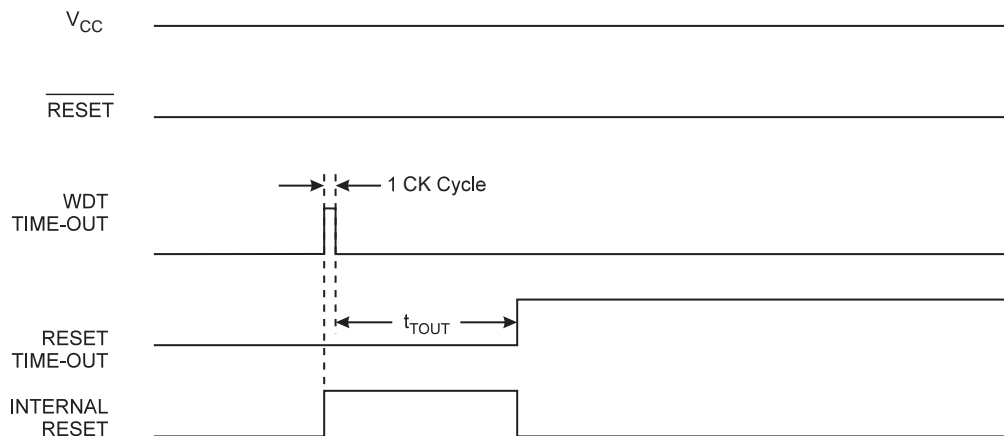 VCC
RESET
1 CK Cycle
WDT
TIME-OUT
tTOUT
RESET
TIME-OUT
INTERNAL
RESET